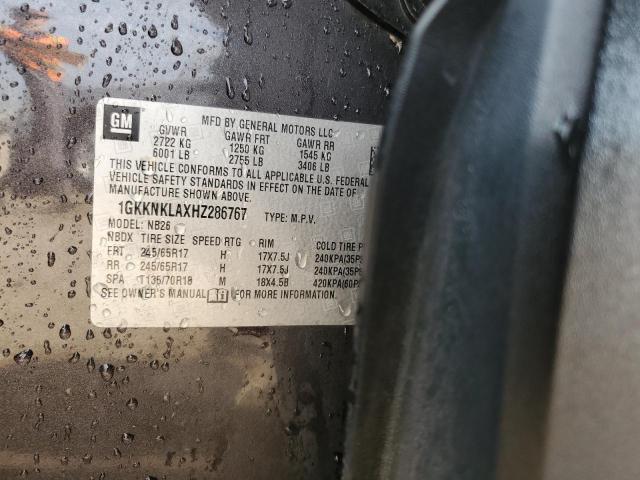 GM
MFD BY GENERAL MOTORS LLC
GVWR GAWR FRT GAWR RR
2722 KG 1250 KG 1545 KG
6001 LB 2755 LB 3406 LB
THIS VEHICLE CONFORMS TO ALL APPLICABLE U.S. FEDERAL
VEHICLE SAFETY STANDARDS IN EFFECT ON THE DATE OF
MANUFACTURE SHOWN ABOVE.
1GKKNKLAXHZ286767 TYPE: M.P.V.
MODEL: NB26
NBDX TIRE SIZE SPEED RTG RIM COLD TIRE PR
FRT 245/65R17 H 17X7.5J 240KPA(35PS
RR 245/65R17 H 17X7.5J 240KPA(35PS
SPA T135/70R18 M 18X4.5B 420KPA(60PS
SEE OWNER'S MANUAL FOR MORE INFORMATION.